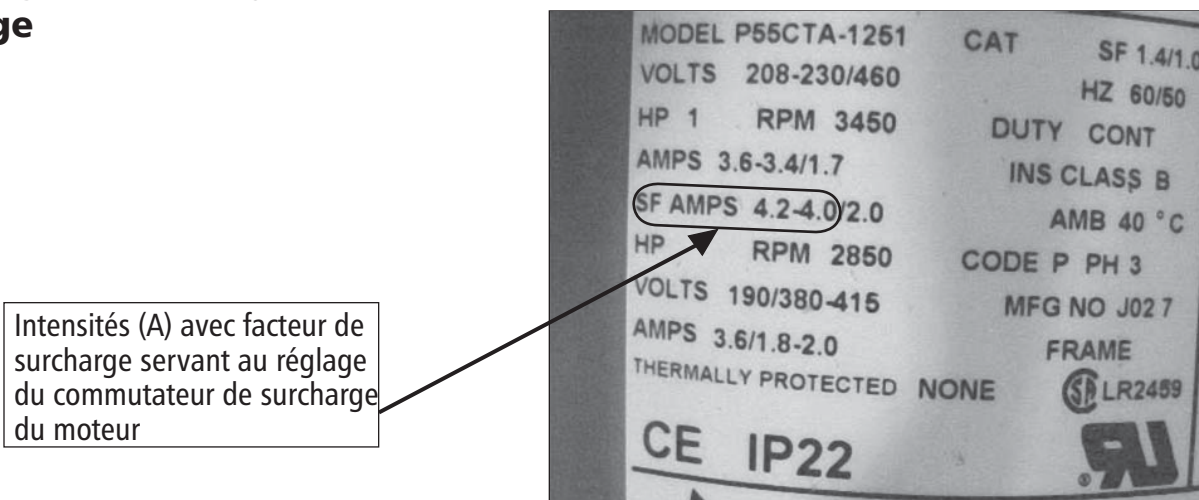 ge
MODEL P55CTA-1251 CAT SF 1.4/1.0
VOLTS 208-230/460 HZ 60/50
HP 1 RPM 3450 DUTY CONT
AMPS 3.6-3.4/1.7 INS CLASS B
SF AMPS 4.2-4.0/2.0 AMB 40 °C
HP RPM 2850 CODE P PH 3
VOLTS 190/380-415 MFG NO J02 7
AMPS 3.6/1.8-2.0 FRAME
THERMALLY PROTECTED NONE LR2459
CE IP22
Intensités (A) avec facteur de
surcharge servant au réglage
du commutateur de surcharge
du moteur